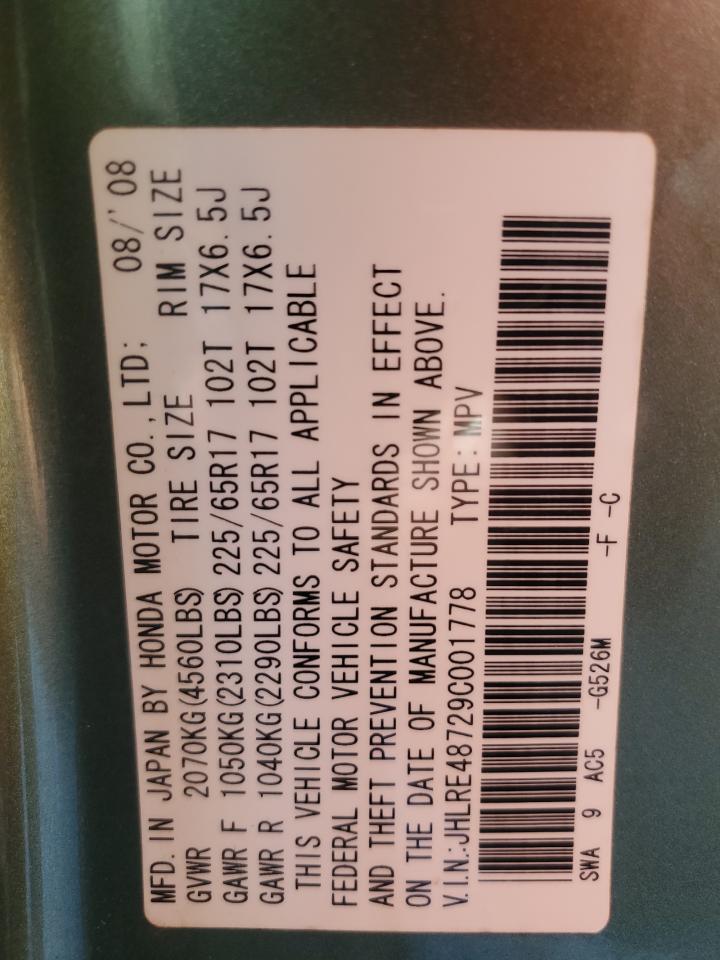 MFD. IN JAPAN BY HONDA MOTOR CO., LTD; 08/'08
GVWR 2070KG(4560LBS) TIRE SIZE RIM SIZE
GAWR F 1050KG(2310LBS) 225/65R17 102T 17X6.5J
GAWR R 1040KG(2290LBS) 225/65R17 102T 17X6.5J
THIS VEHICLE CONFORMS TO ALL APPLICABLE
FEDERAL MOTOR VEHICLE SAFETY
AND THEFT PREVENTION STANDARDS IN EFFECT
ON THE DATE OF MANUFACTURE SHOWN ABOVE.
V.I.N.:JHLRE48729C001778 TYPE:MPV
SWA 9 AC5 -G526M -F -C